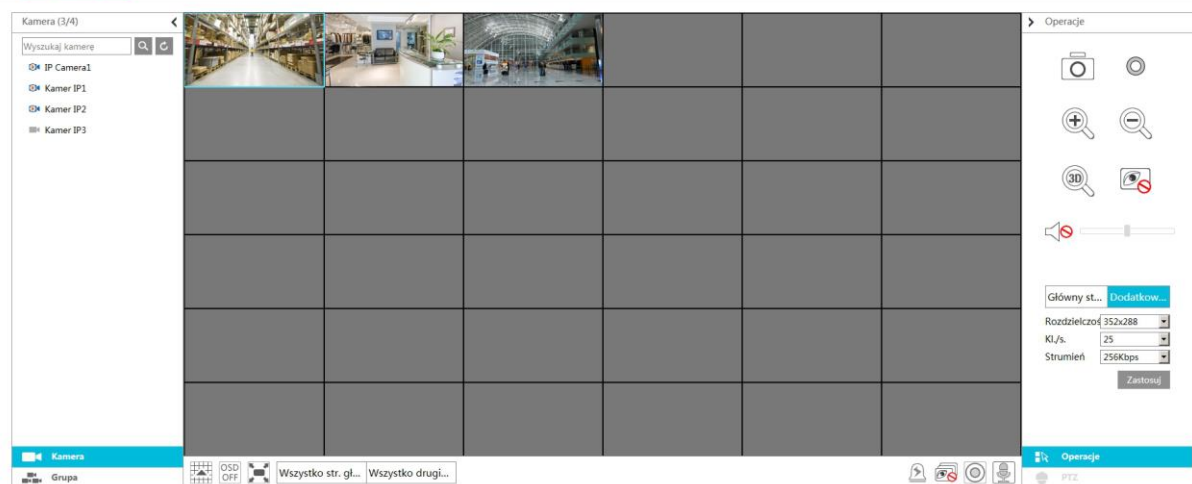 Kamera (3/4)
Wyszukaj kamerę
IP Camera1
Kamer IP1
Kamer IP2
Kamer IP3
Kamera
Grupa
OSD
OFF
Wszystko str. gł...
Wszystko drugi...
Operacje
3D
Główny st...
Dodatkow...
Rozdzielczoś
352x288
Kl./s.
25
Strumień
256Kbps
Zastosuj
Operacje
PTZ